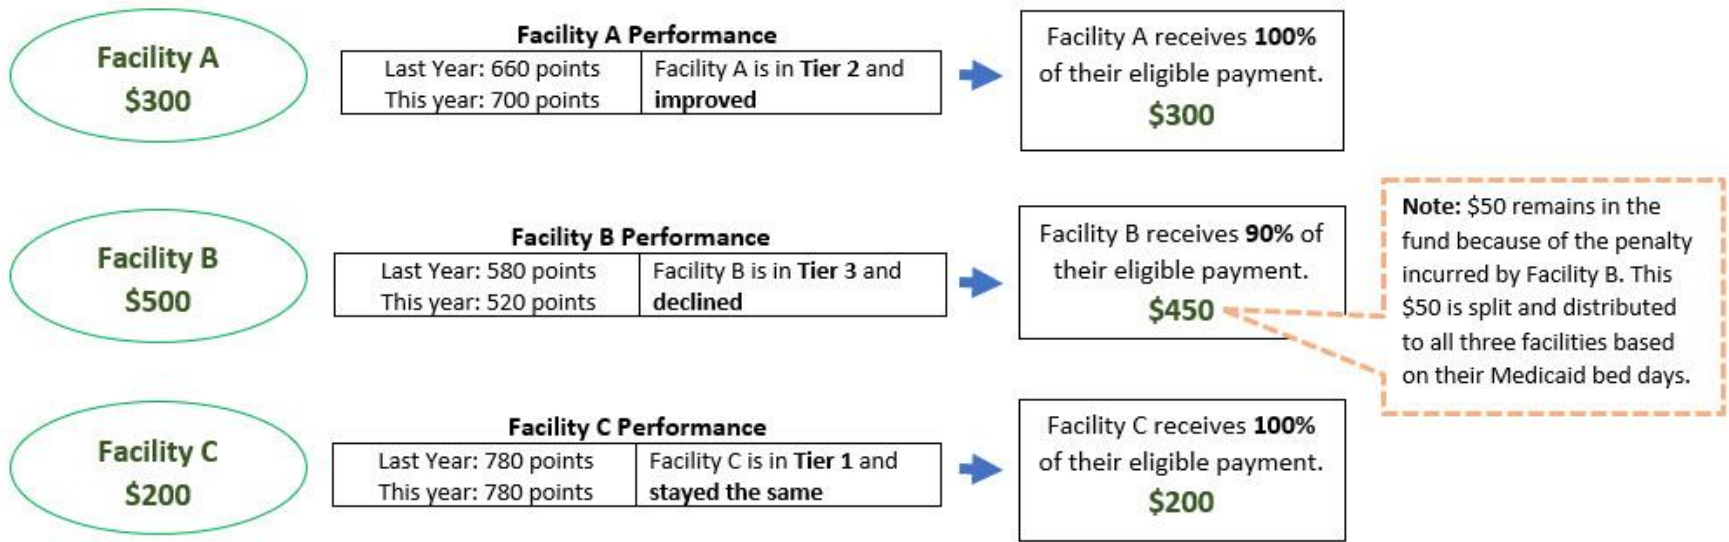 Facility A
$300
Facility A Performance
Last Year: 660 points
This year: 700 points
Facility A is in Tier 2 and
improved
Facility A receives 100%
of their eligible payment.
$300
Facility B
$500
Facility B Performance
Last Year: 580 points
This year: 520 points
Facility B is in Tier 3 and
declined
Facility B receives 90% of
their eligible payment.
$450
Note: $50 remains in the
fund because of the penalty
incurred by Facility B. This
$50 is split and distributed
to all three facilities based
on their Medicaid bed days.
Facility C
$200
Facility C Performance
Last Year: 780 points
This year: 780 points
Facility C is in Tier 1 and
stayed the same
Facility C receives 100%
of their eligible payment.
$200